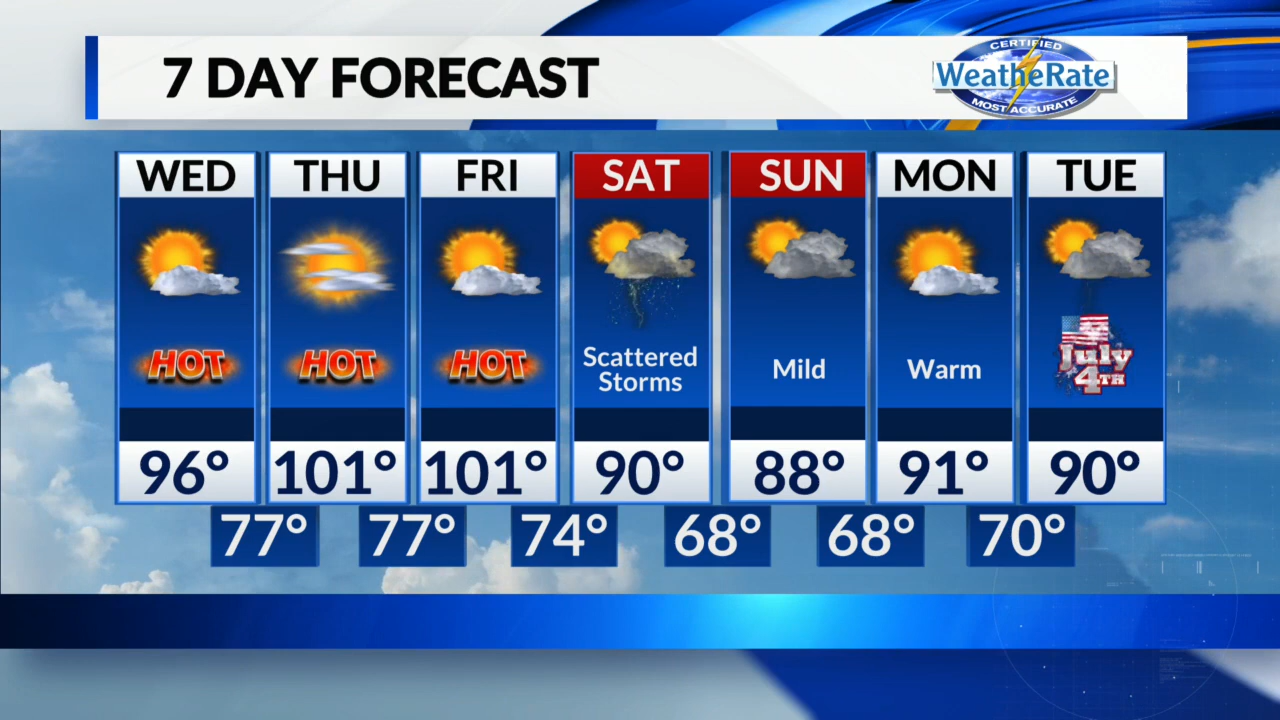 7 DAY FORECAST
CERTIFIED
WeatheRate
MOST ACCURATE
WED THU FRI SAT SUN MON TUE
HOT HOT HOT Scattered
Storms Mild Warm July
4TH
96° 101° 101° 90° 88° 91° 90°
77° 77° 74° 68° 68° 70°